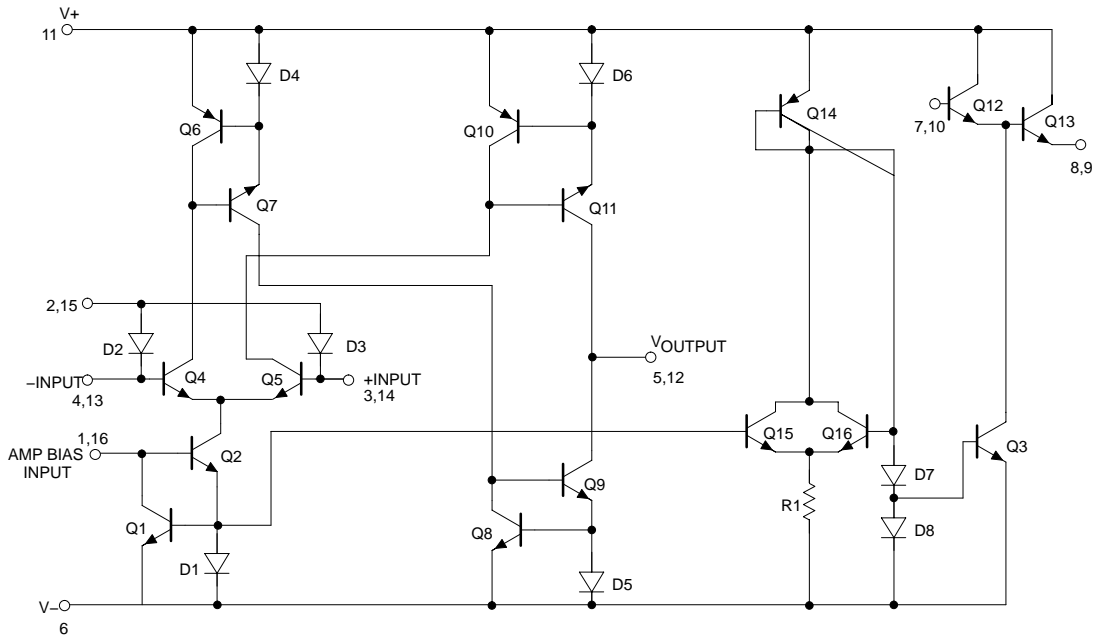 V+
11
D4
D6
Q6
Q10
Q14
Q12
7,10
Q13
8,9
Q7
Q11
2,15
D2
D3
VOUTPUT
5,12
Q4
Q5
–INPUT
4,13
+INPUT
3,14
1,16
AMP BIAS
INPUT
Q2
Q15
Q16
Q3
D7
Q9
R1
Q1
Q8
D8
D1
D5
V–
6